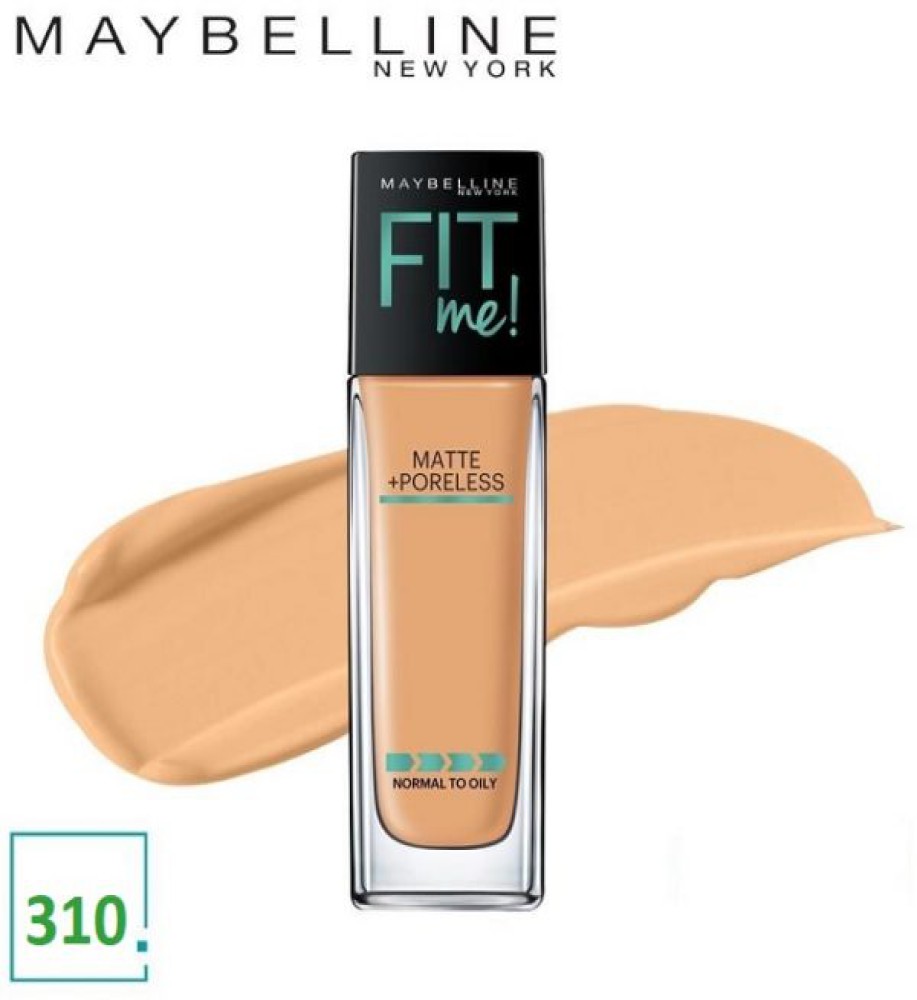 MAYBELLINE
NEW YORK
MAYBELLINE
NEW YORK
FIT
me!
MATTE
+PORELESS
NORMAL TO OILY
310